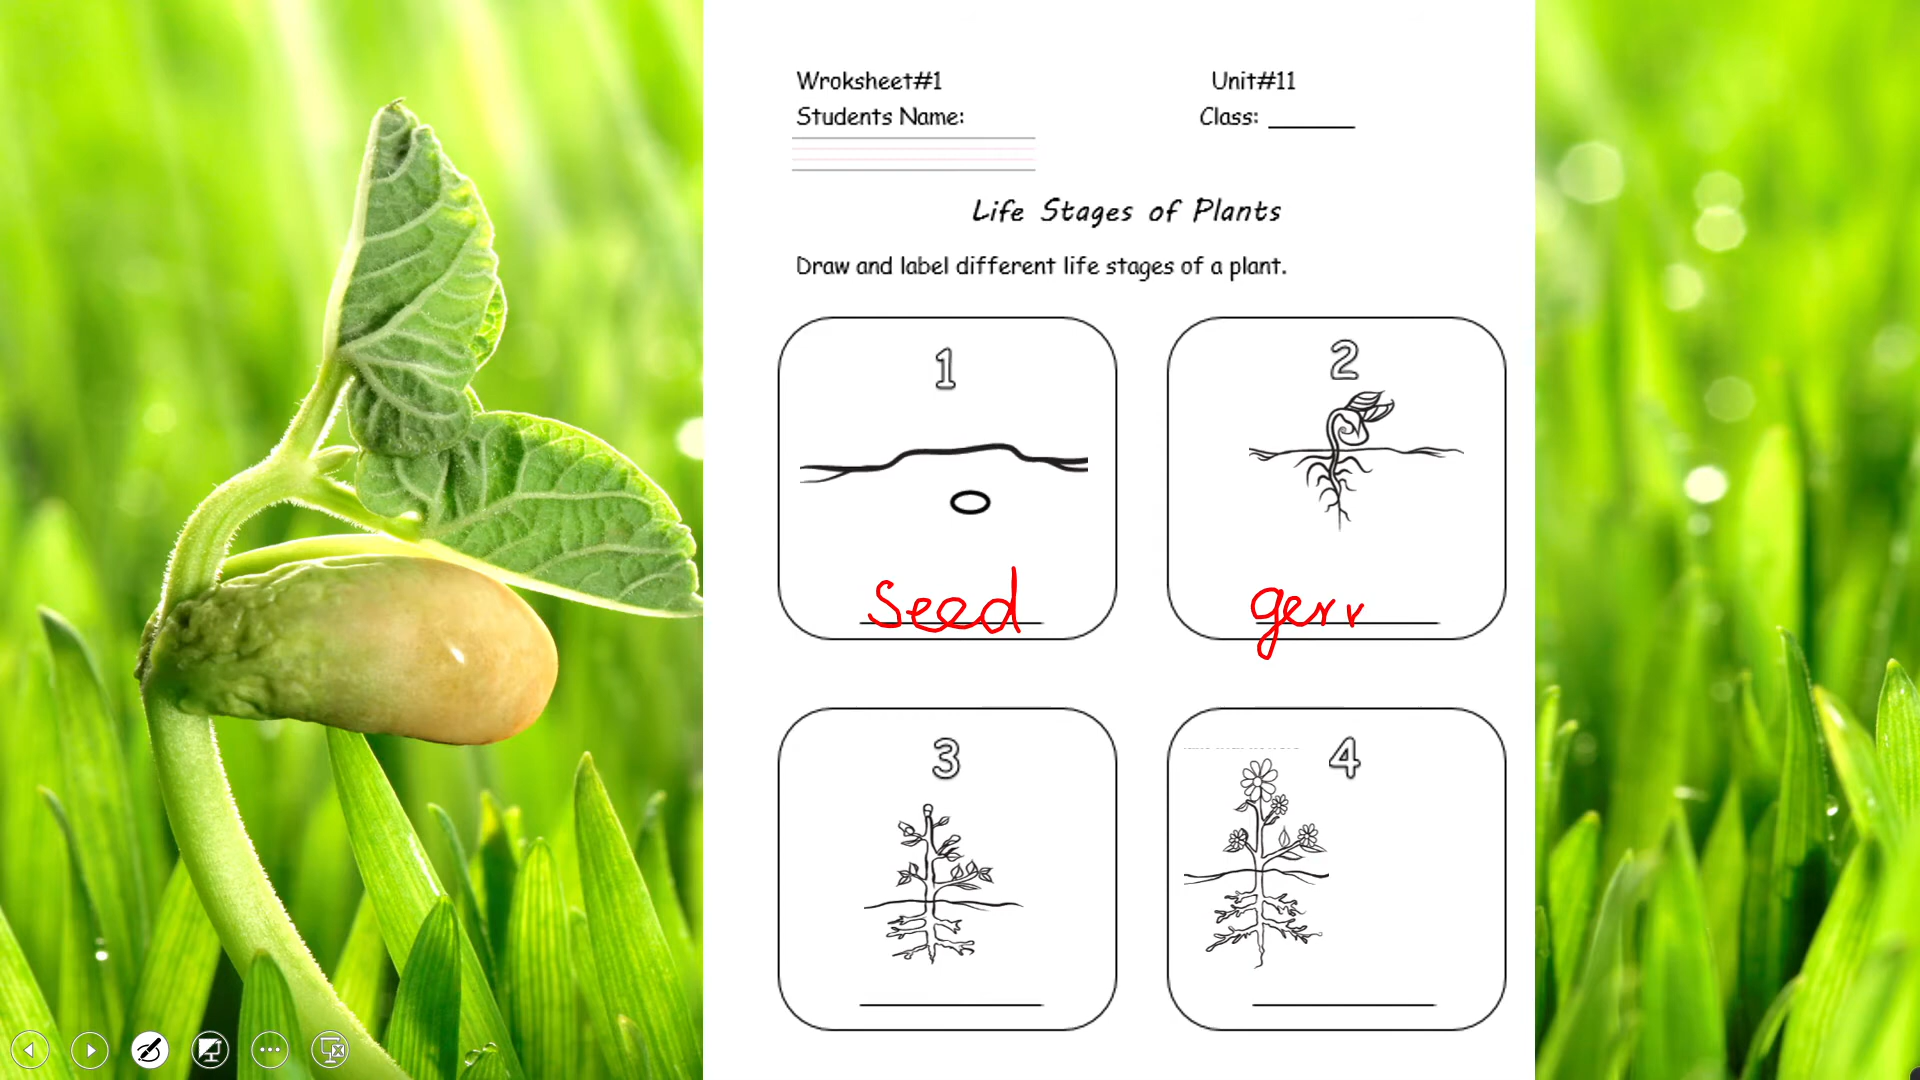 Wroksheet#1 Unit#11
Students Name: Class:
Life Stages of Plants
Draw and label different life stages of a plant.
1
2
seed
3
4